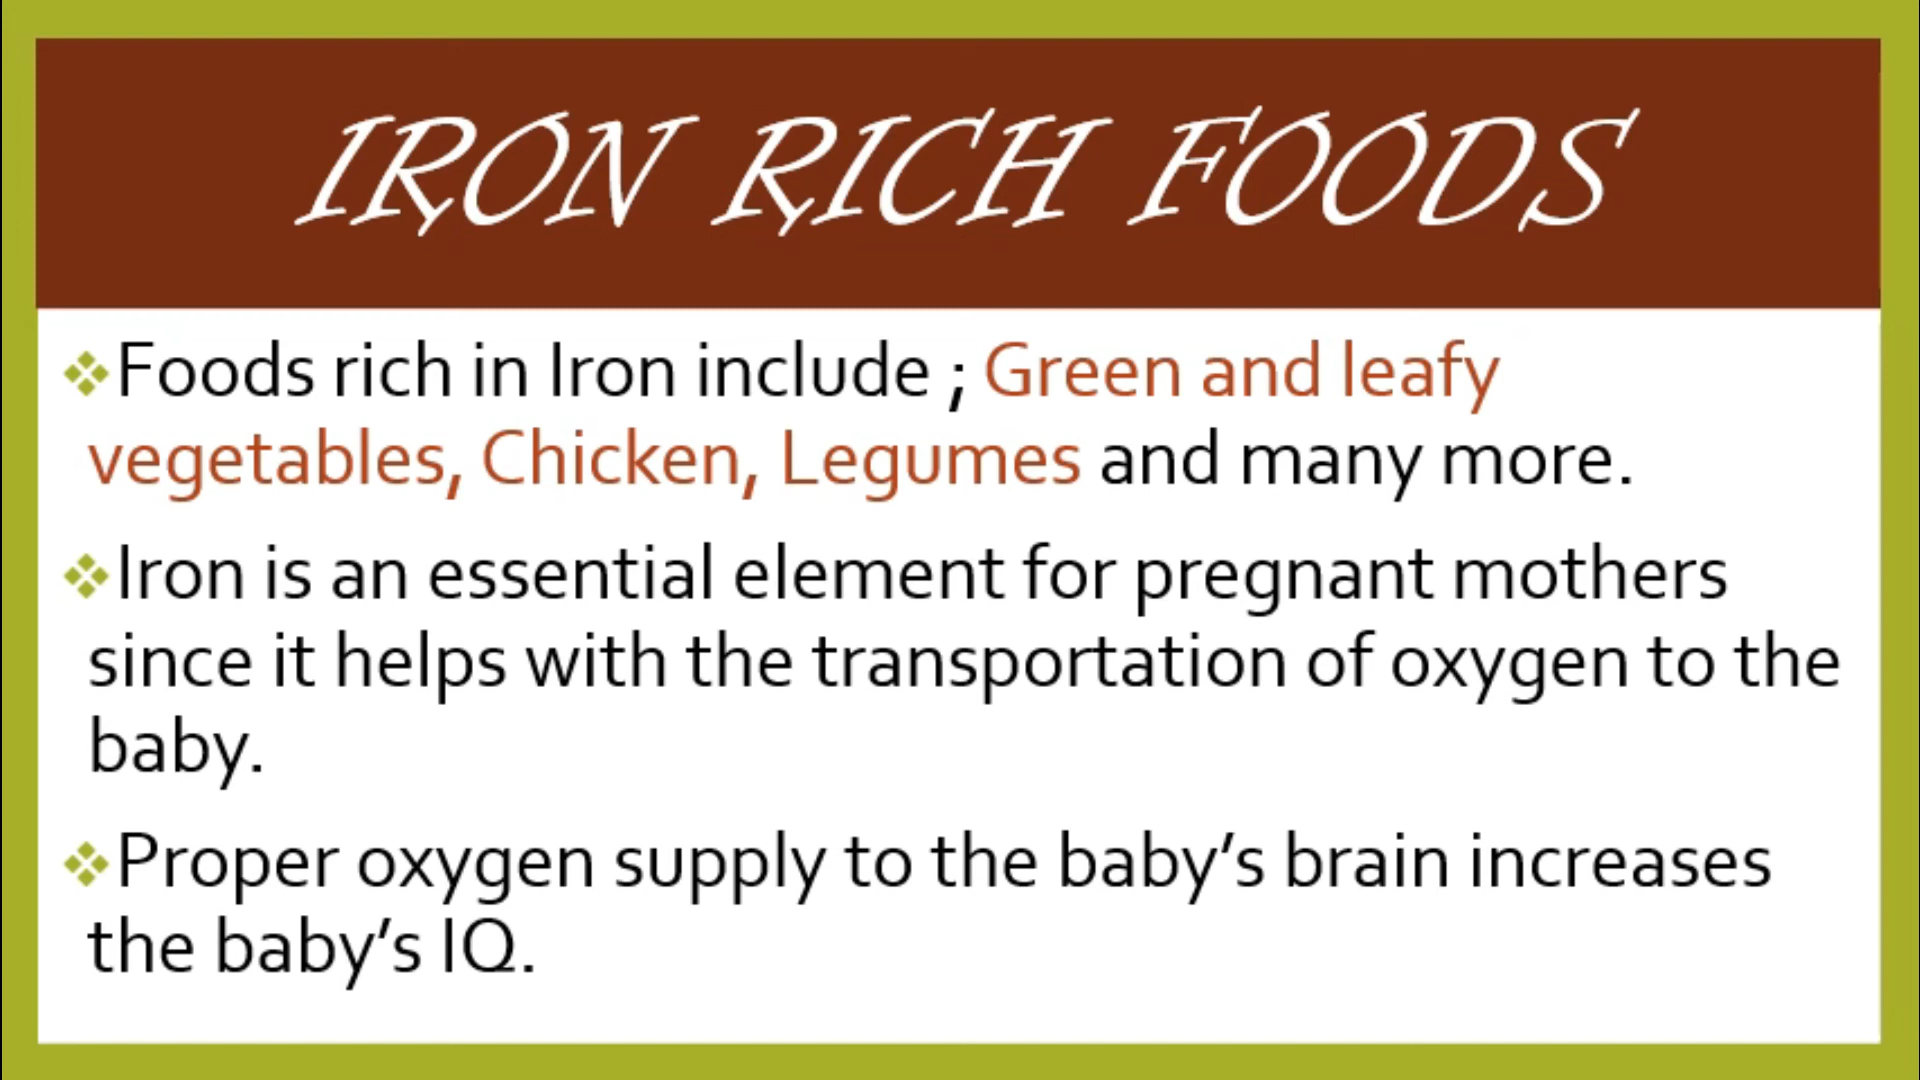 IRON RICH FOODS
❖Foods rich in Iron include ; Green and leafy
vegetables, Chicken, Legumes and many more.
❖Iron is an essential element for pregnant mothers
since it helps with the transportation of oxygen to the
baby.
❖Proper oxygen supply to the baby’s brain increases
the baby’s IQ.